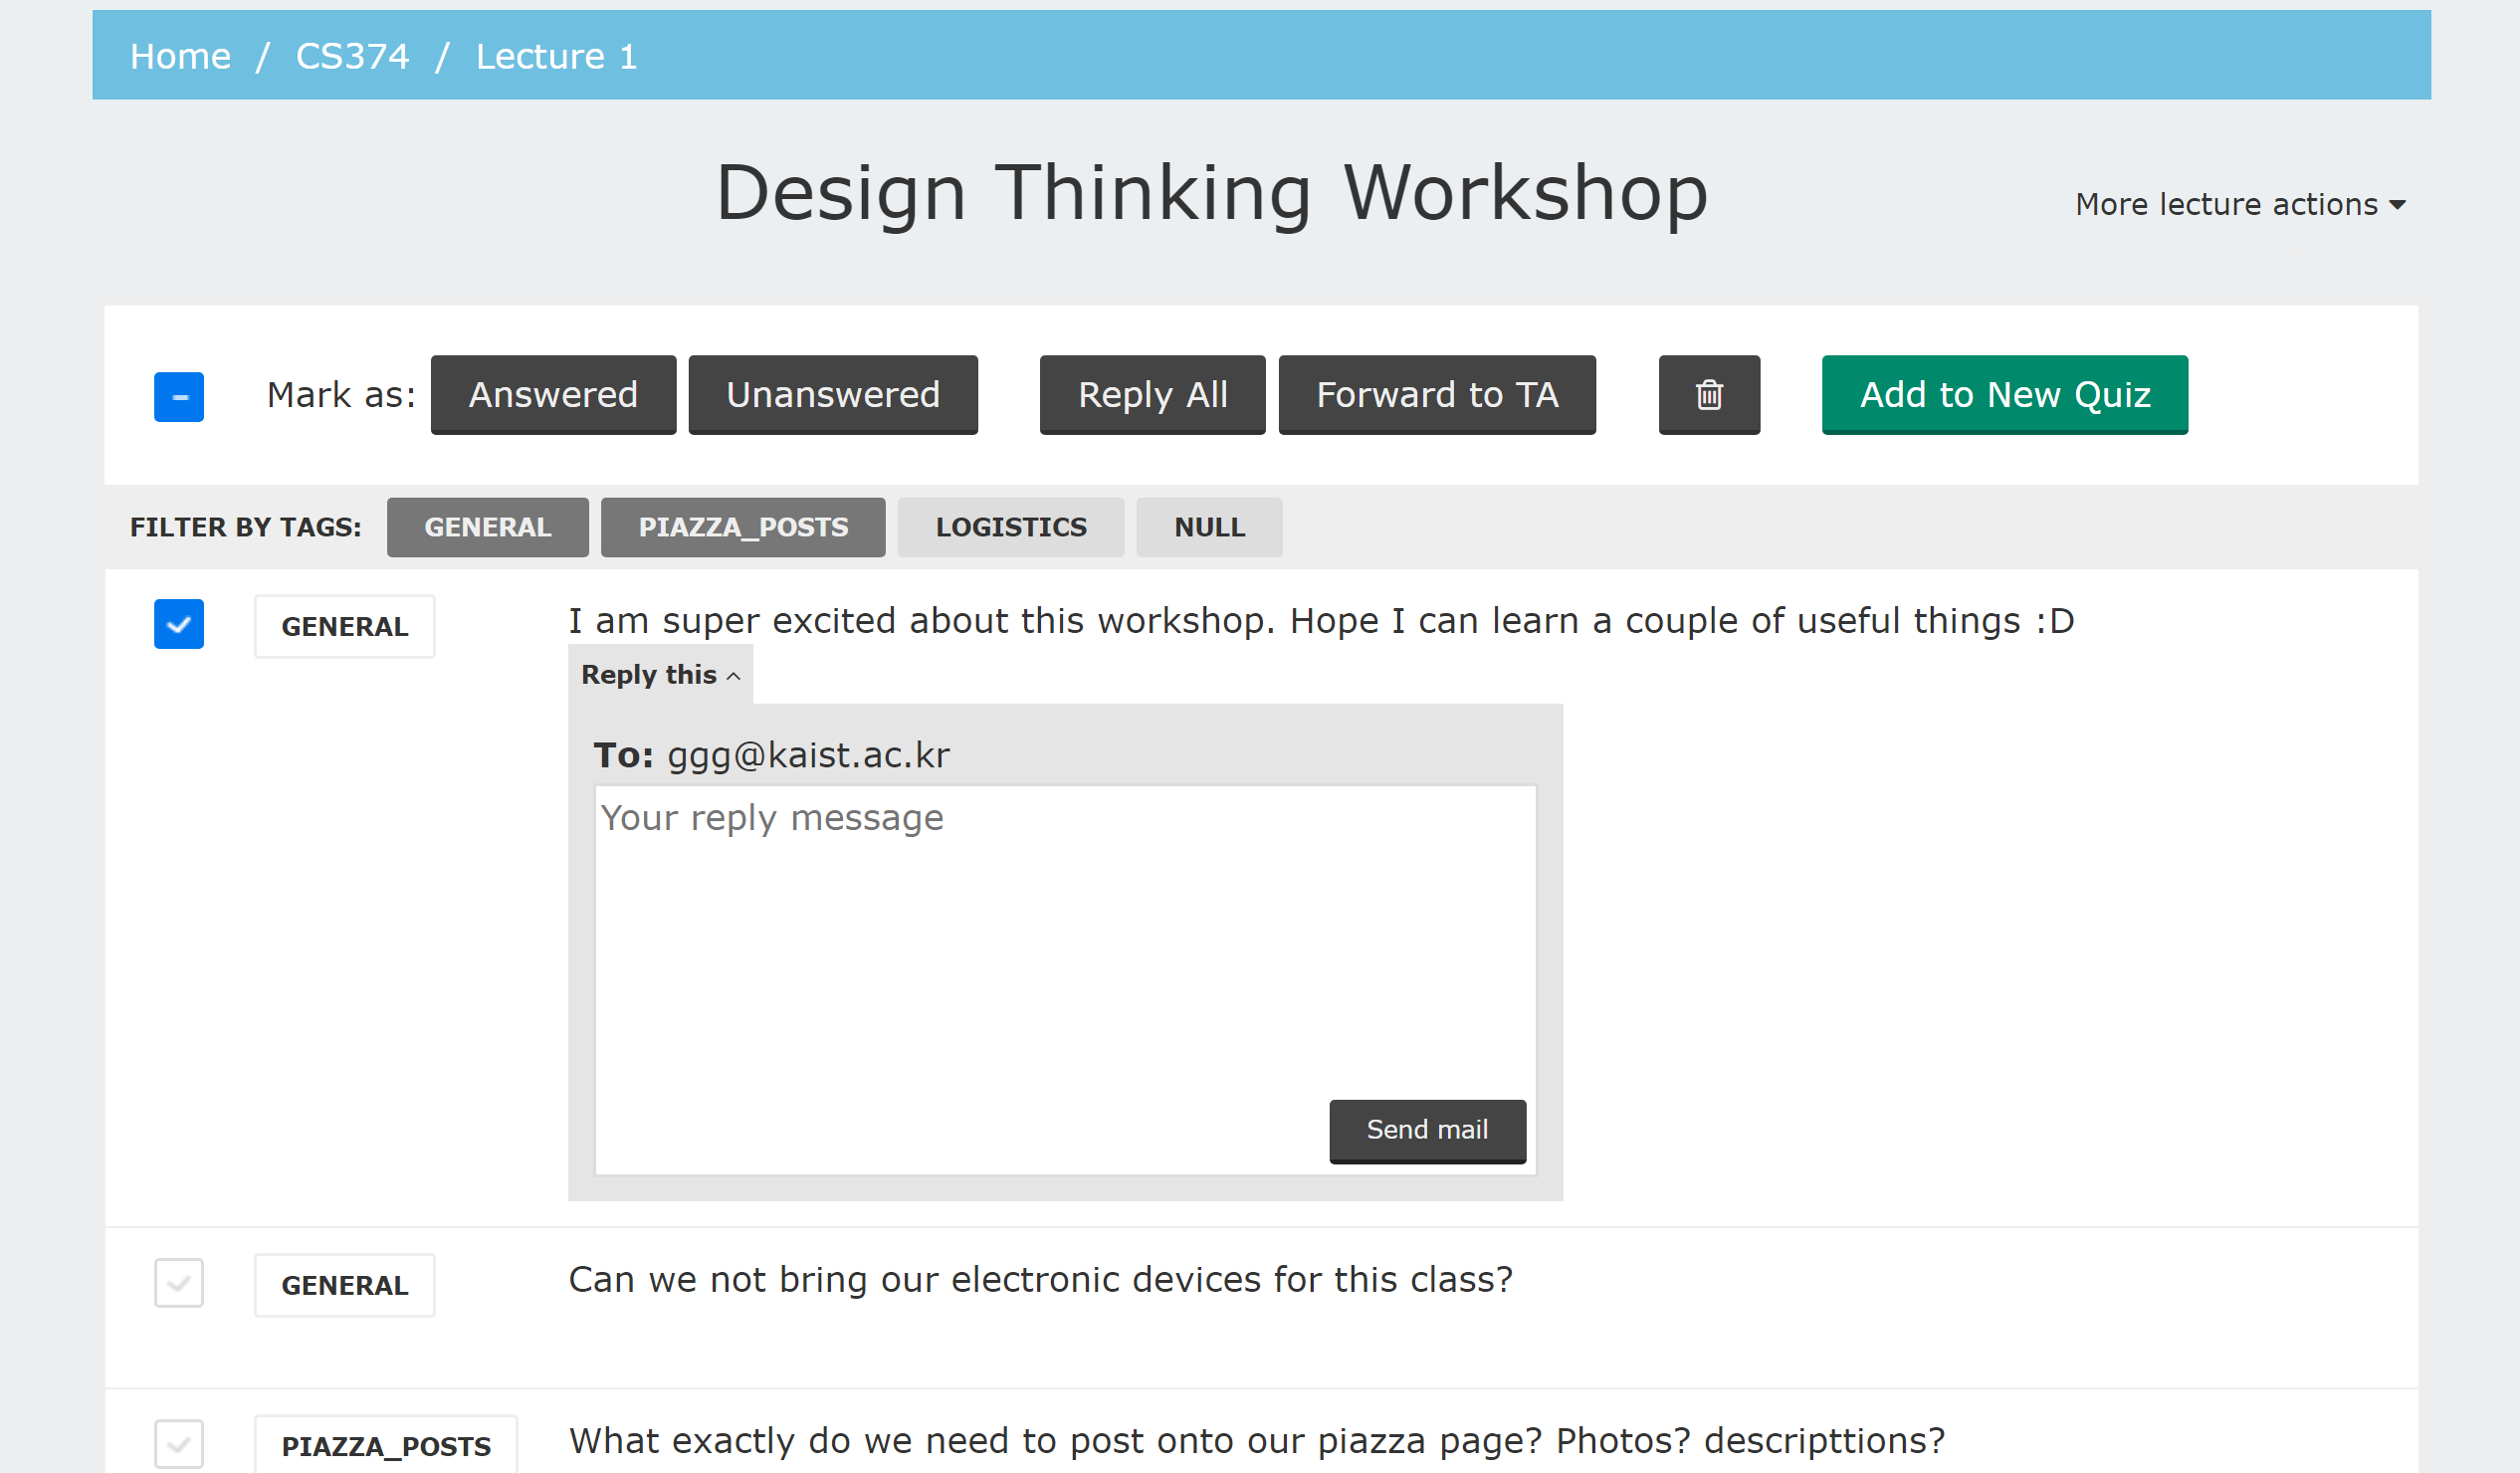 Home / CS374 / Lecture 1
Design Thinking Workshop
More lecture actions
Mark as: Answered Unanswered Reply All Forward to TA Add to New Quiz
FILTER BY TAGS: GENERAL PIAZZA_POSTS LOGISTICS NULL
GENERAL I am super excited about this workshop. Hope I can learn a couple of useful things :D
Reply this
To: ggg@kaist.ac.kr
Your reply message
Send mail
GENERAL Can we not bring our electronic devices for this class?
PIAZZA_POSTS What exactly do we need to post onto our piazza page? Photos? descripttions?